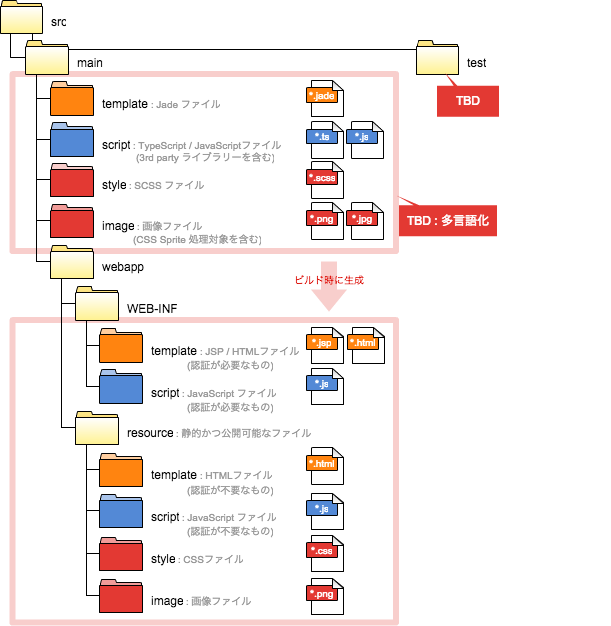 src
main
test
TBD
template : Jade ファイル
*.jade
script : TypeScript / JavaScriptファイル
(3rd party ライブラリーを含む)
*.ts
*.js
style : SCSS ファイル
*.scss
image : 画像ファイル
(CSS Sprite 処理対象を含む)
*.png
*.jpg
TBD : 多言語化
webapp
ビルド時に生成
WEB-INF
template : JSP / HTMLファイル
(認証が必要なもの)
*.jsp
*.html
script : JavaScript ファイル
(認証が必要なもの)
*.js
resource : 静的かつ公開可能なファイル
template : HTMLファイル
(認証が不要なもの)
*.html
script : JavaScript ファイル
(認証が不要なもの)
*.js
style : CSSファイル
*.css
image : 画像ファイル
*.png